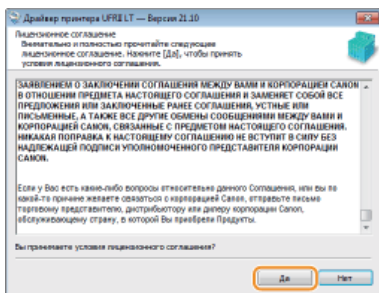 Драйвер принтера UFRII LT — Версия 21.10
Лицензионное соглашение
Внимательно и полностью прочитайте следующее
лицензионное соглашение. Нажмите [Да], чтобы принять
условия лицензионного соглашения.
ЗАЯВЛЕНИЕМ О ЗАКЛЮЧЕНИИ СОГЛАШЕНИЯ МЕЖДУ ВАМИ И КОРПОРАЦИЕЙ CANON
В ОТНОШЕНИИ ПРЕДМЕТА НАСТОЯЩЕГО СОГЛАШЕНИЯ И ЗАМЕНЯЕТ СОБОЙ ВСЕ
ПРЕДЛОЖЕНИЯ ИЛИ ЗАКЛЮЧЕННЫЕ РАНЕЕ СОГЛАШЕНИЯ, УСТНЫЕ ИЛИ
ПИСЬМЕННЫЕ, А ТАКЖЕ ВСЕ ДРУГИЕ ОБМЕНЫ СООБЩЕНИЯМИ МЕЖДУ ВАМИ И
КОРПОРАЦИЕЙ CANON, СВЯЗАННЫЕ С ПРЕДМЕТОМ НАСТОЯЩЕГО СОГЛАШЕНИЯ.
НИКАКАЯ ПОПРАВКА К НАСТОЯЩЕМУ СОГЛАШЕНИЮ НЕ ВСТУПИТ В СИЛУ БЕЗ
НАДЛЕЖАЩЕЙ ПОДПИСИ УПОЛНОМОЧЕННОГО ПРЕДСТАВИТЕЛЯ КОРПОРАЦИИ
CANON.
Если у Вас есть какие-либо вопросы относительно данного Соглашения, или вы по
какой-то причине желаете связаться с корпорацией Canon, отправьте письмо
торговому представителю, дистрибьютору или дилеру корпорации Canon,
обслуживающему страну, в которой Вы приобрели Продукты.
Вы принимаете условия лицензионного соглашения?
Да
Нет